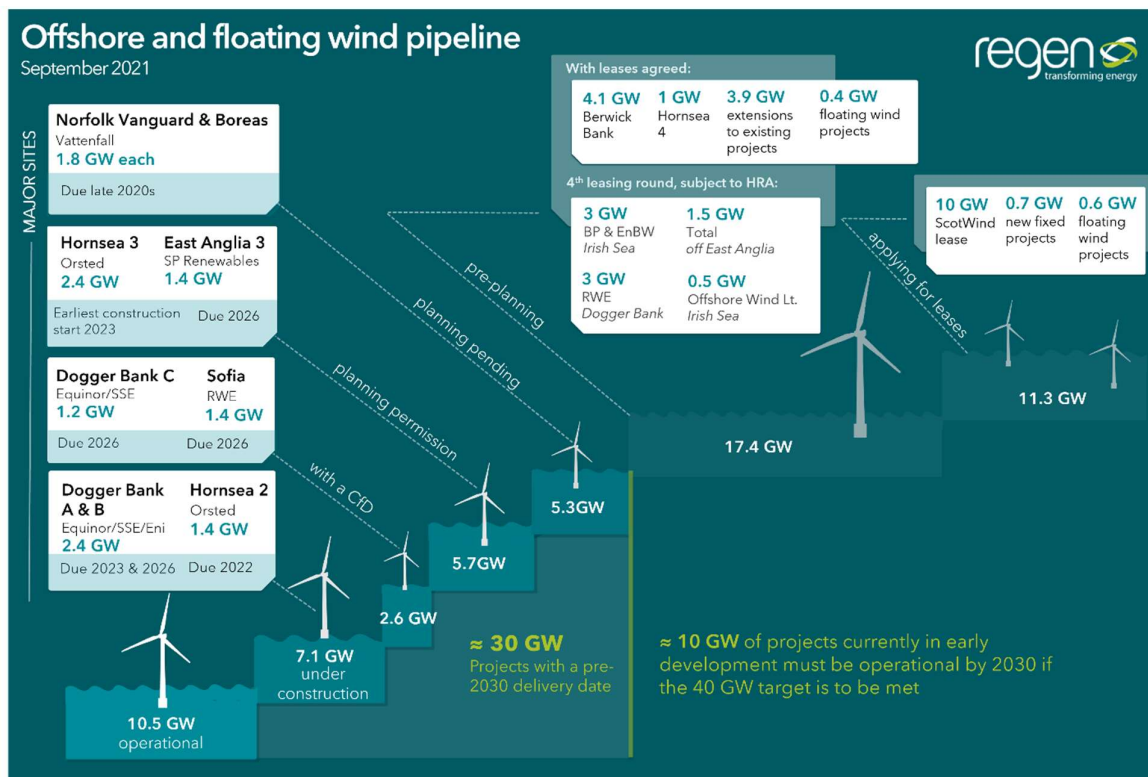 Offshore and floating wind pipeline
September 2021
regen
transforming energy
MAJOR SITES
Norfolk Vanguard & Boreas
Vattenfall
1.8 GW each
Due late 2020s
Hornsea 3
Orsted
2.4 GW
Earliest construction
start 2023
East Anglia 3
SP Renewables
1.4 GW
Due 2026
Dogger Bank C
Equinor/SSE
1.2 GW
Due 2026
Sofia
RWE
1.4 GW
Due 2026
Dogger Bank
A & B
Equinor/SSE/Eni
2.4 GW
Due 2023 & 2026
Hornsea 2
Orsted
1.4 GW
Due 2022
With leases agreed:
4.1 GW
Berwick
Bank
1 GW
Hornsea
4
3.9 GW
extensions
to existing
projects
0.4 GW
floating wind
projects
4th leasing round, subject to HRA:
3 GW
BP & EnBW
Irish Sea
1.5 GW
Total
off East Anglia
3 GW
RWE
Dogger Bank
0.5 GW
Offshore Wind Lt.
Irish Sea
10 GW
ScotWind
lease
0.7 GW
new fixed
projects
0.6 GW
floating
wind
projects
applying for leases
pre-planning
planning pending
planning permission
with a CfD
10.5 GW
operational
7.1 GW
under
construction
2.6 GW
5.7GW
5.3GW
17.4 GW
11.3 GW
≈ 30 GW
Projects with a pre-
2030 delivery date
≈ 10 GW of projects currently in early
development must be operational by 2030 if
the 40 GW target is to be met